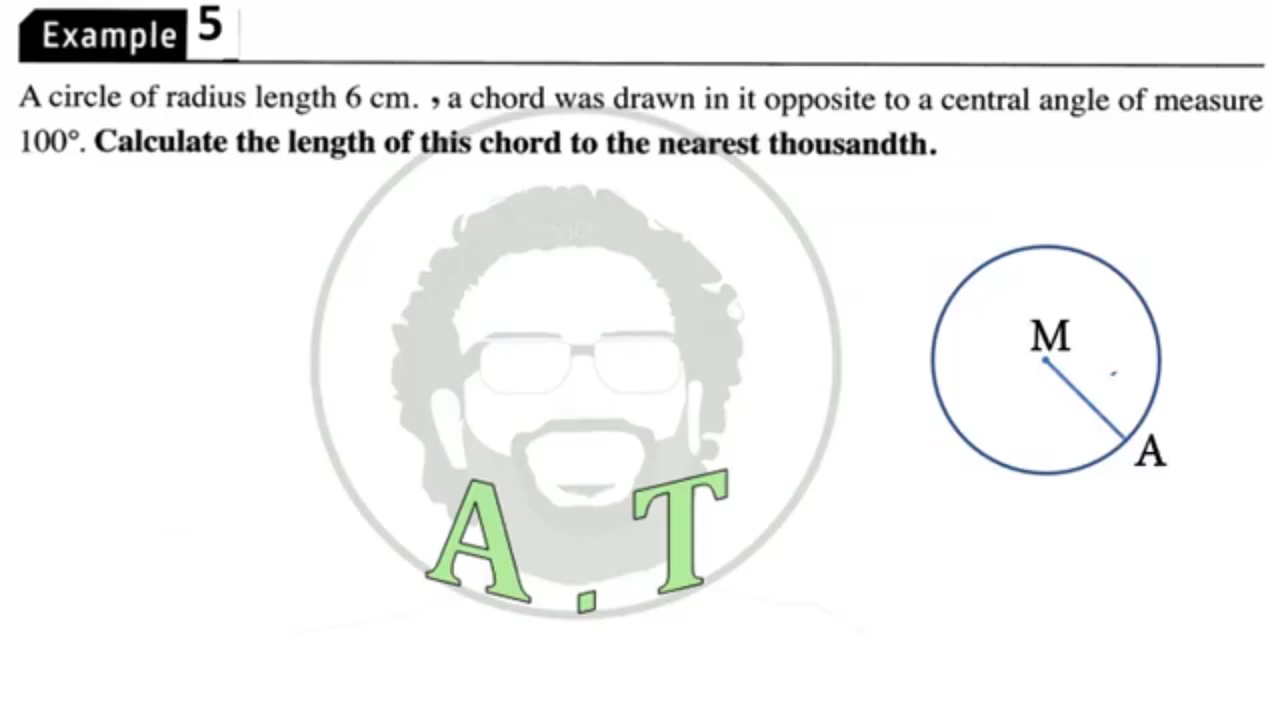 Example 5
A circle of radius length 6 cm. , a chord was drawn in it opposite to a central angle of measure
100°. Calculate the length of this chord to the nearest thousandth.
M
A
A . T